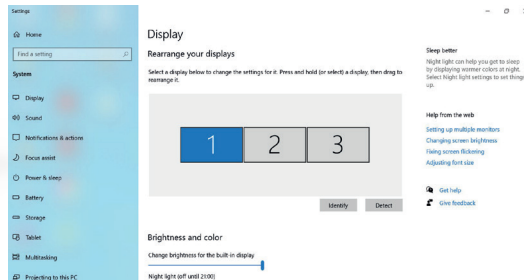 Settings
Home
Find a setting
System
Display
Sound
Notifications & actions
Focus assist
Power & sleep
Battery
Storage
Tablet
Multitasking
Projecting to this PC
Display
Rearrange your displays
Select a display below to change the settings for it. Press and hold (or select) a display, then drag to
rearrange it.
1 2 3
Identify Detect
Brightness and color
Change brightness for the built-in display
Night light (off until 21:00)
Sleep better
Night light can help you get to sleep
by displaying warmer colors at night.
Select Night light settings to set things
up.
Help from the web
Setting up multiple monitors
Changing screen brightness
Fixing screen flickering
Adjusting font size
Get help
Give feedback